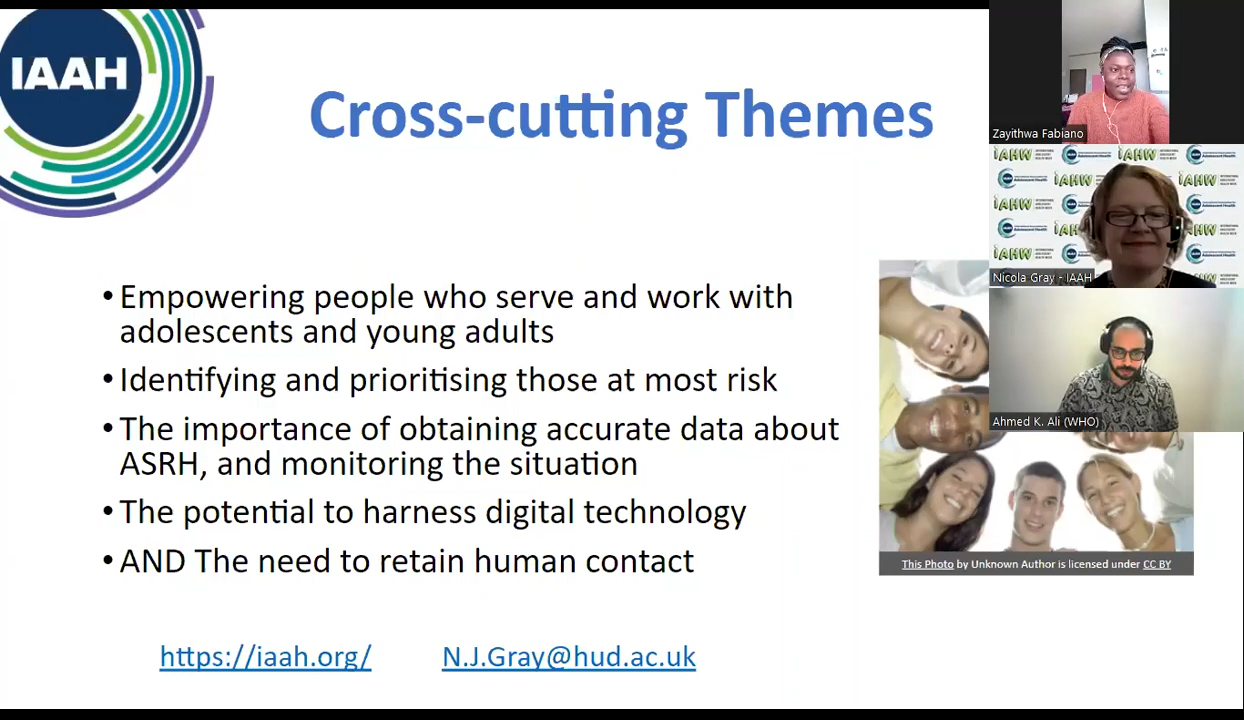 IAAH
Cross-cutting Themes
•Empowering people who serve and work with
adolescents and young adults
•Identifying and prioritising those at most risk
•The importance of obtaining accurate data about
ASRH, and monitoring the situation
•The potential to harness digital technology
•AND The need to retain human contact
https://iaah.org/
N.J.Gray@hud.ac.uk
Zayithwa Fabiano
Nicola Gray - IAAH
Ahmed K. Ali (WHO)
This Photo by Unknown Author is licensed under CC BY